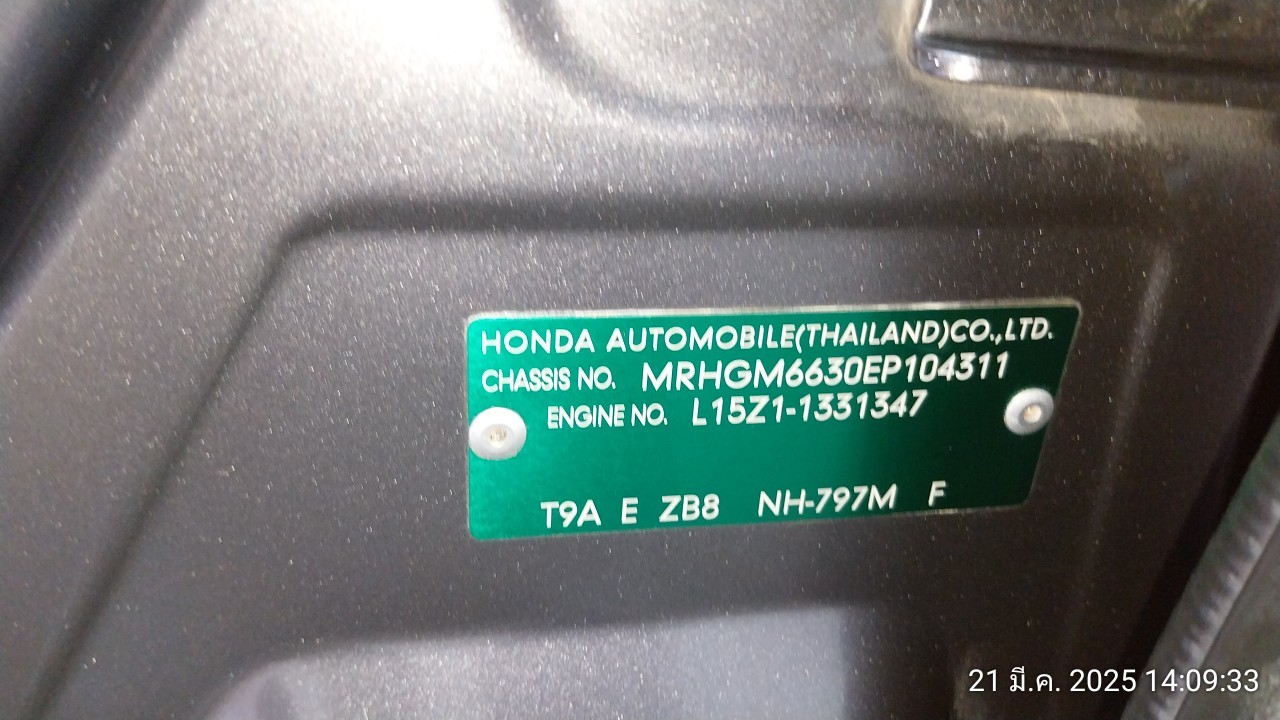 HONDA AUTOMOBILE(THAILAND)CO.,LTD.
CHASSIS NO. MRHGM6630EP104311
ENGINE NO. L15Z1-1331347
T9A E ZB8 NH-797M F
21 มี.ค. 2025 14:09:33